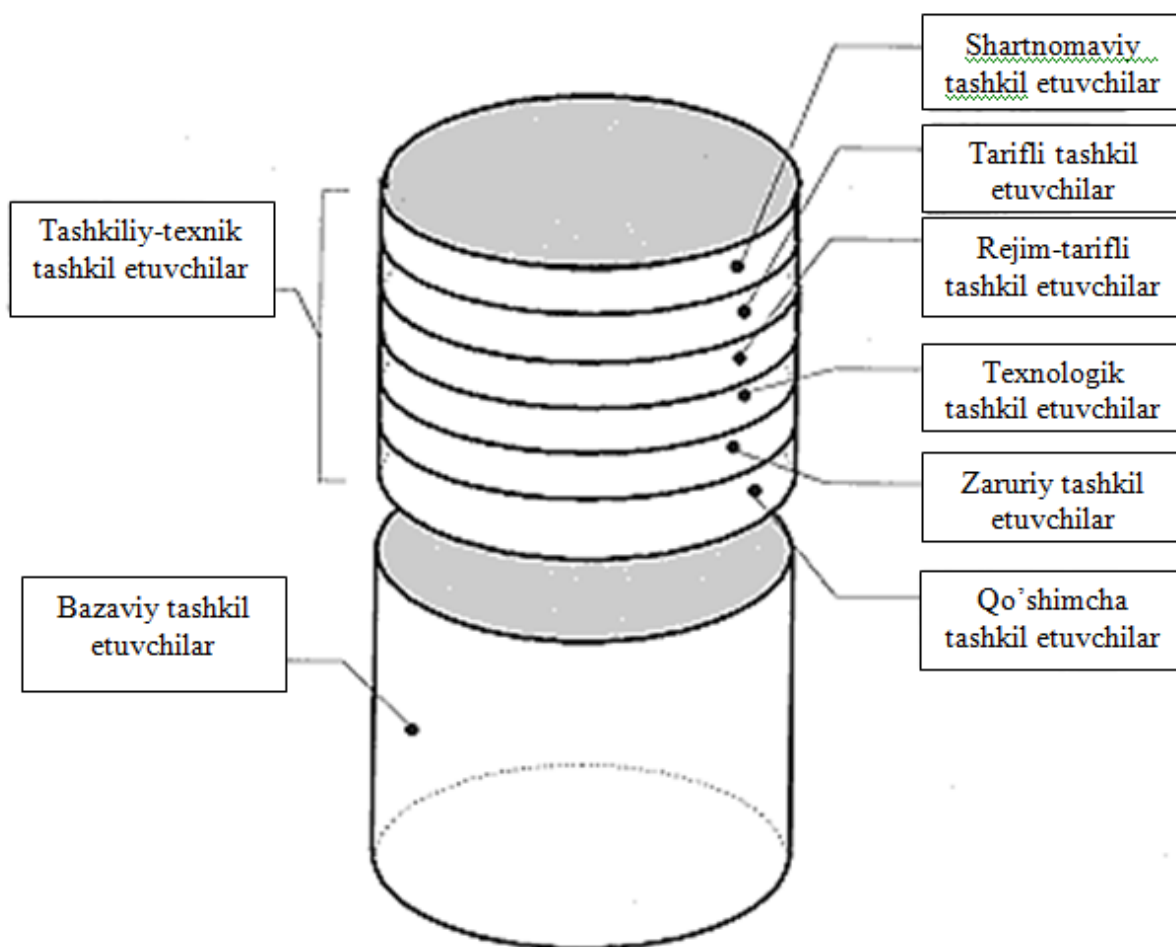 Shartnomaviy
tashkil etuvchilar
Tarifli tashkil
etuvchilar
Tashkiliy-texnik
tashkil etuvchilar
Rejim-tarifli
tashkil etuvchilar
Texnologik
tashkil etuvchilar
Zaruriy tashkil
etuvchilar
Bazaviy tashkil
etuvchilar
Qo’shimcha
tashkil etuvchilar